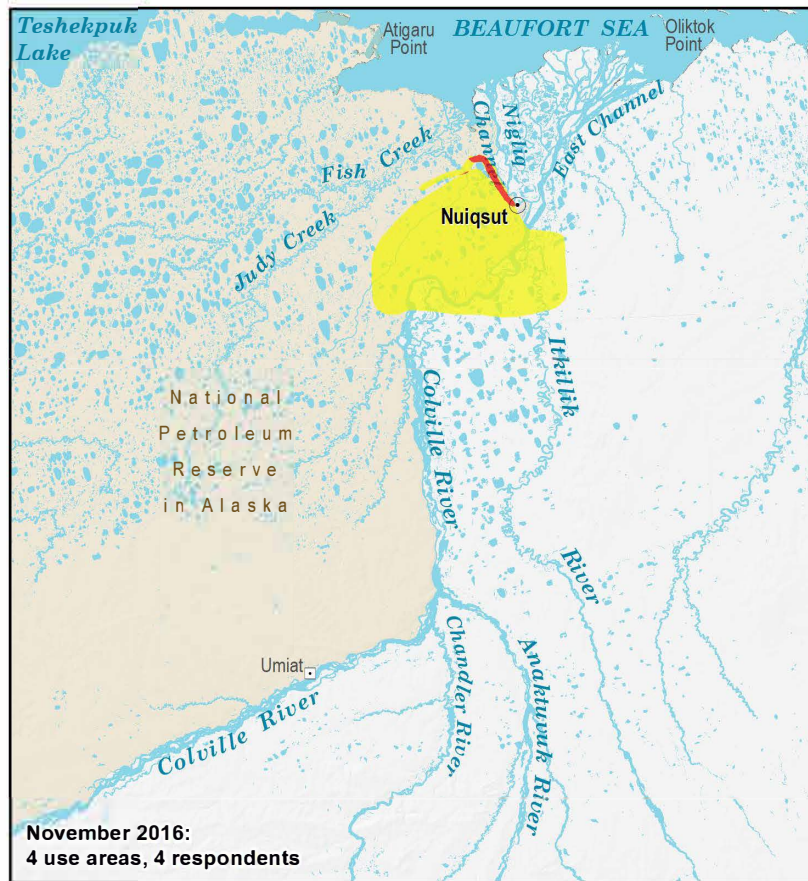 Teshekpuk
Lake
Atigaru
Point
BEAUFORT SEA
Oliktok
Point
Nigliq
Channel
East Channel
Fish Creek
Judy Creek
Nuiqsut
Itkillik
River
Colville River
National
Petroleum
Reserve
in Alaska
Umiat
Colville River
Chandler River
Anaktuvuk River
November 2016:
4 use areas, 4 respondents